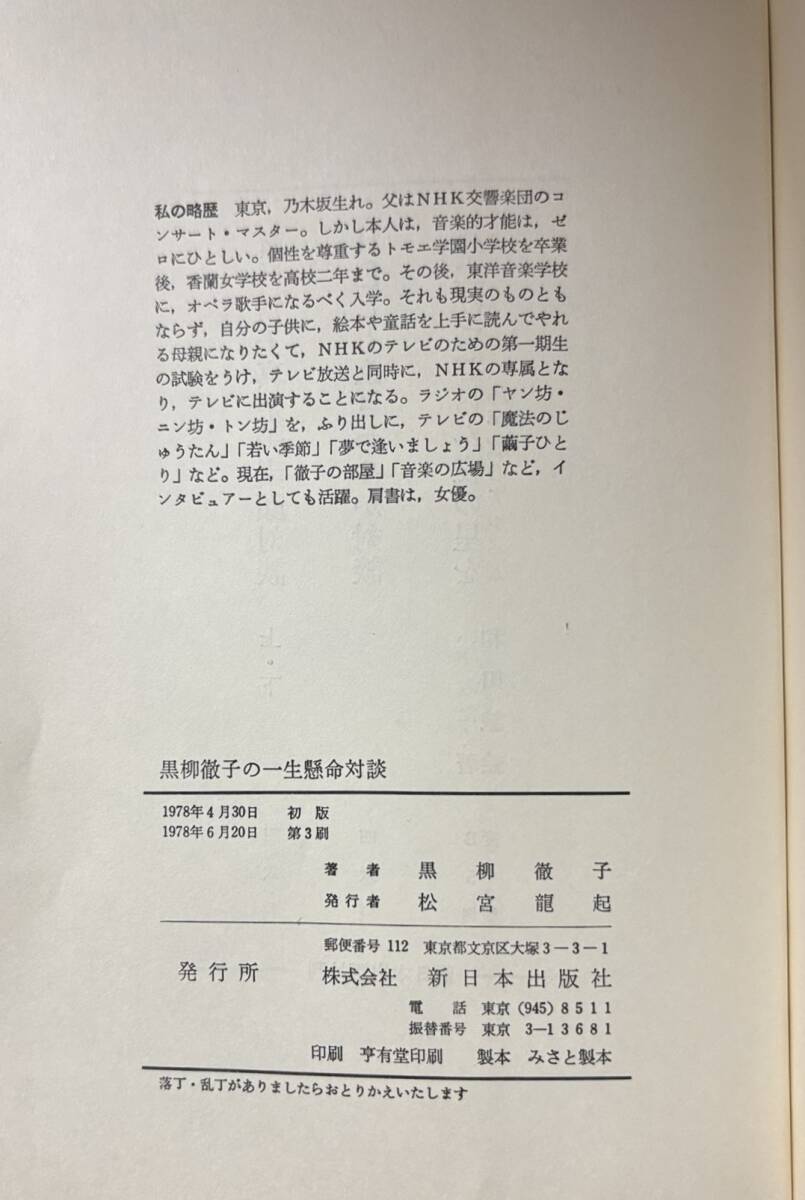 私の略歴　東京，乃木坂生れ。父はNHK交響楽団のコ
ンサート・マスター。しかし本人は，音楽的才能は，ゼ
ロにひとしい。個性を尊重するトモエ学園小学校を卒業
後，香蘭女学校を高校二年まで。その後，東洋音楽学校
に，オペラ歌手になるべく入学。それも現実のものとも
ならず，自分の子供に，絵本や童話を上手に読んでやれ
る母親になりたくて，NHKのテレビのための第一期生
の試験をうけ，テレビ放送と同時に，NHKの専属とな
り，テレビに出演することになる。ラジオの「ヤン坊・
ニン坊・トン坊」を，ふり出しに，テレビの「魔法のじ
ゅうたん」「若い季節」「夢で逢いましょう」「繭子ひと
り」など。現在，「徹子の部屋」「音楽の広場」など，イ
ンタビュアーとしても活躍。肩書は，女優。
黒柳徹子の一生懸命対談
1978年4月30日　初版
1978年6月20日　第3刷
著者　黒柳徹子
発行者　松宮龍起
郵便番号 112　東京都文京区大塚3－3－1
発行所　株式会社　新日本出版社
電話　東京 (945) 8511
振替番号　東京　3－13681
印刷　亨有堂印刷　製本　みさと製本
落丁・乱丁がありましたらおとりかえいたします